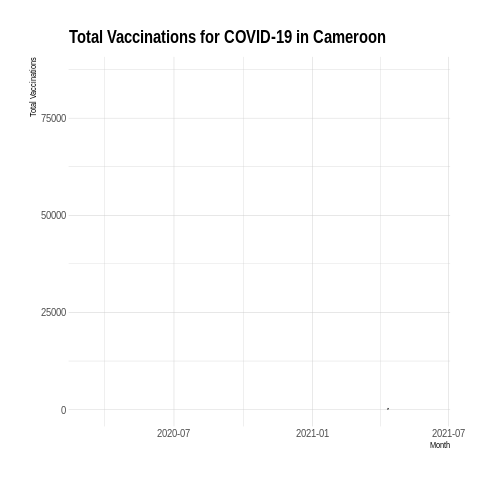 Total Vaccinations for COVID-19 in Cameroon
Total Vaccinations
75000
50000
25000
0
2020-07
2021-01
2021-07
Month